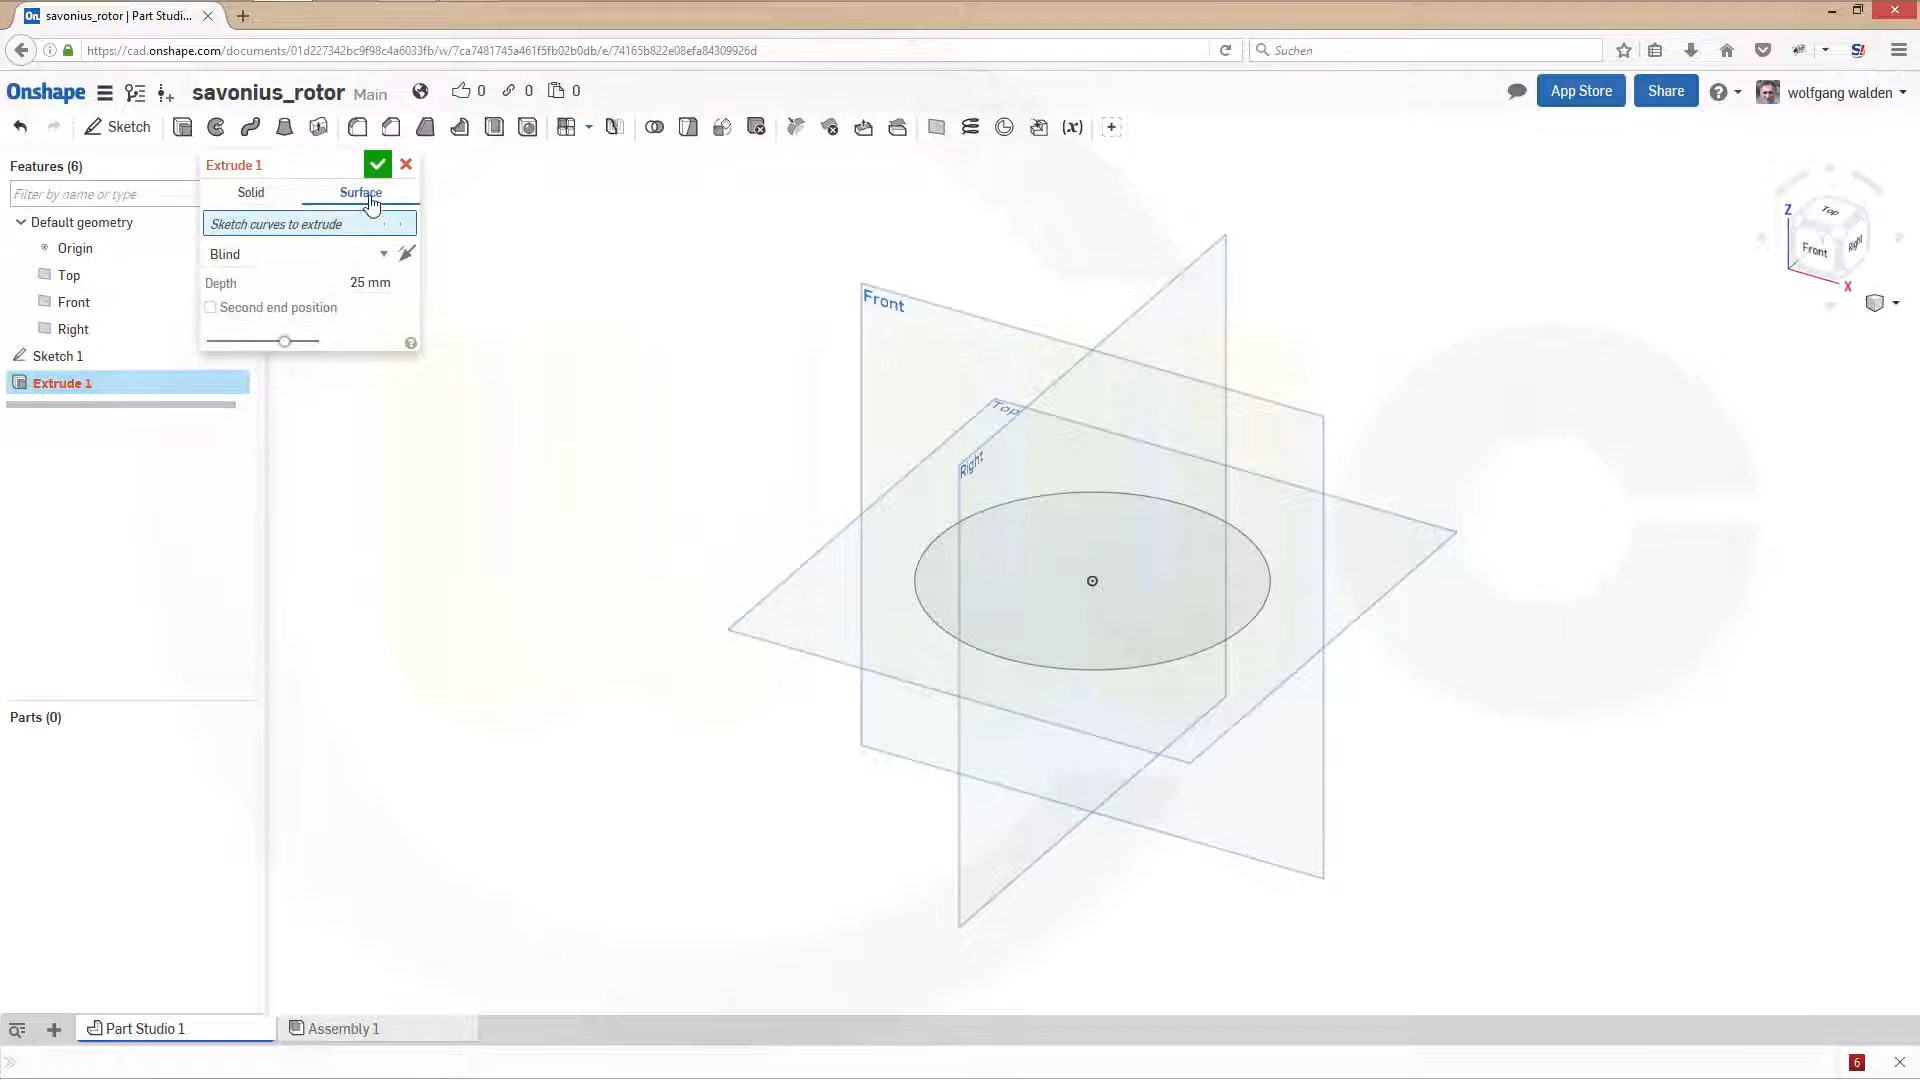 savonius_rotor | Part Studi...
https://cad.onshape.com/documents/01d227342bc9f98c4a6033fb/w/7ca7481745a461f5fb02b0db/e/74165b822e08efa84309926d
Suchen
Onshape
savonius_rotor Main
0
0
0
App Store
Share
wolfgang walden
Sketch
(x)
Features (6)
Filter by name or type
Default geometry
Origin
Top
Front
Right
Sketch 1
Extrude 1
Extrude 1
Solid
Surface
Sketch curves to extrude
Blind
Depth 25 mm
Second end position
Front
Top
Right
Z
Top
Front
Right
X
Parts (0)
Part Studio 1
Assembly 1
6